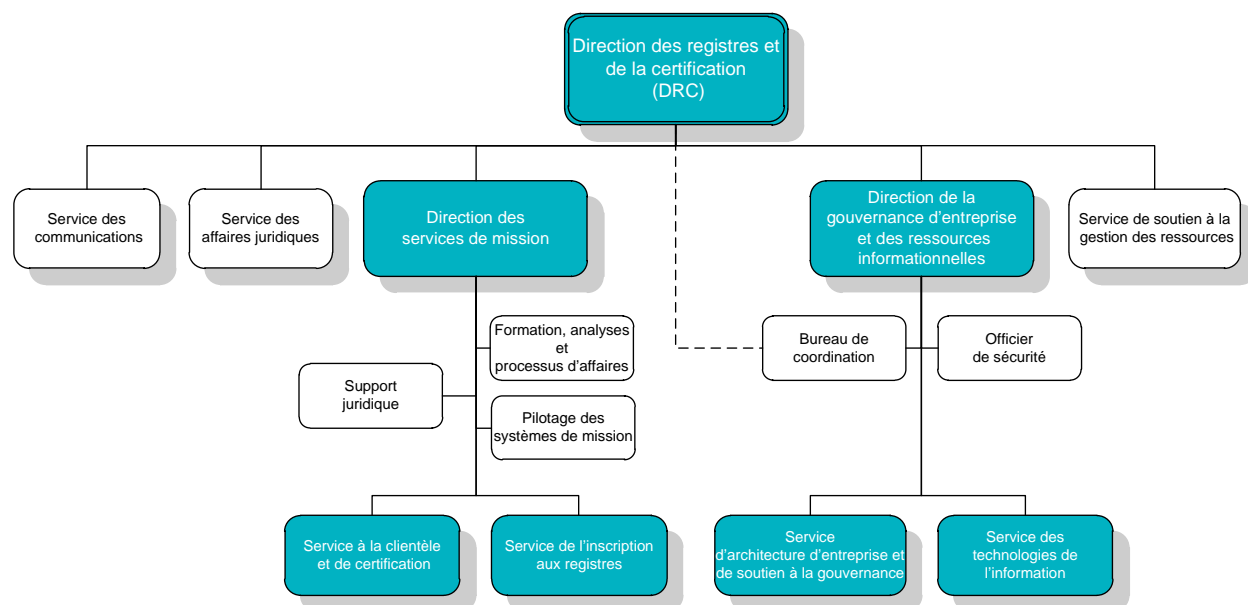 Direction des registres et
de la certification
(DRC)
Service des
communications
Service des
affaires juridiques
Direction des
services de mission
Direction de la
gouvernance d’entreprise
et des ressources
informationnelles
Service de soutien à la
gestion des ressources
Formation, analyses
et
processus d’affaires
Bureau de
coordination
Officier
de sécurité
Support
juridique
Pilotage des
systèmes de mission
Service à la clientèle
et de certification
Service de l’inscription
aux registres
Service
d’architecture d’entreprise et
de soutien à la gouvernance
Service des
technologies de
l’information